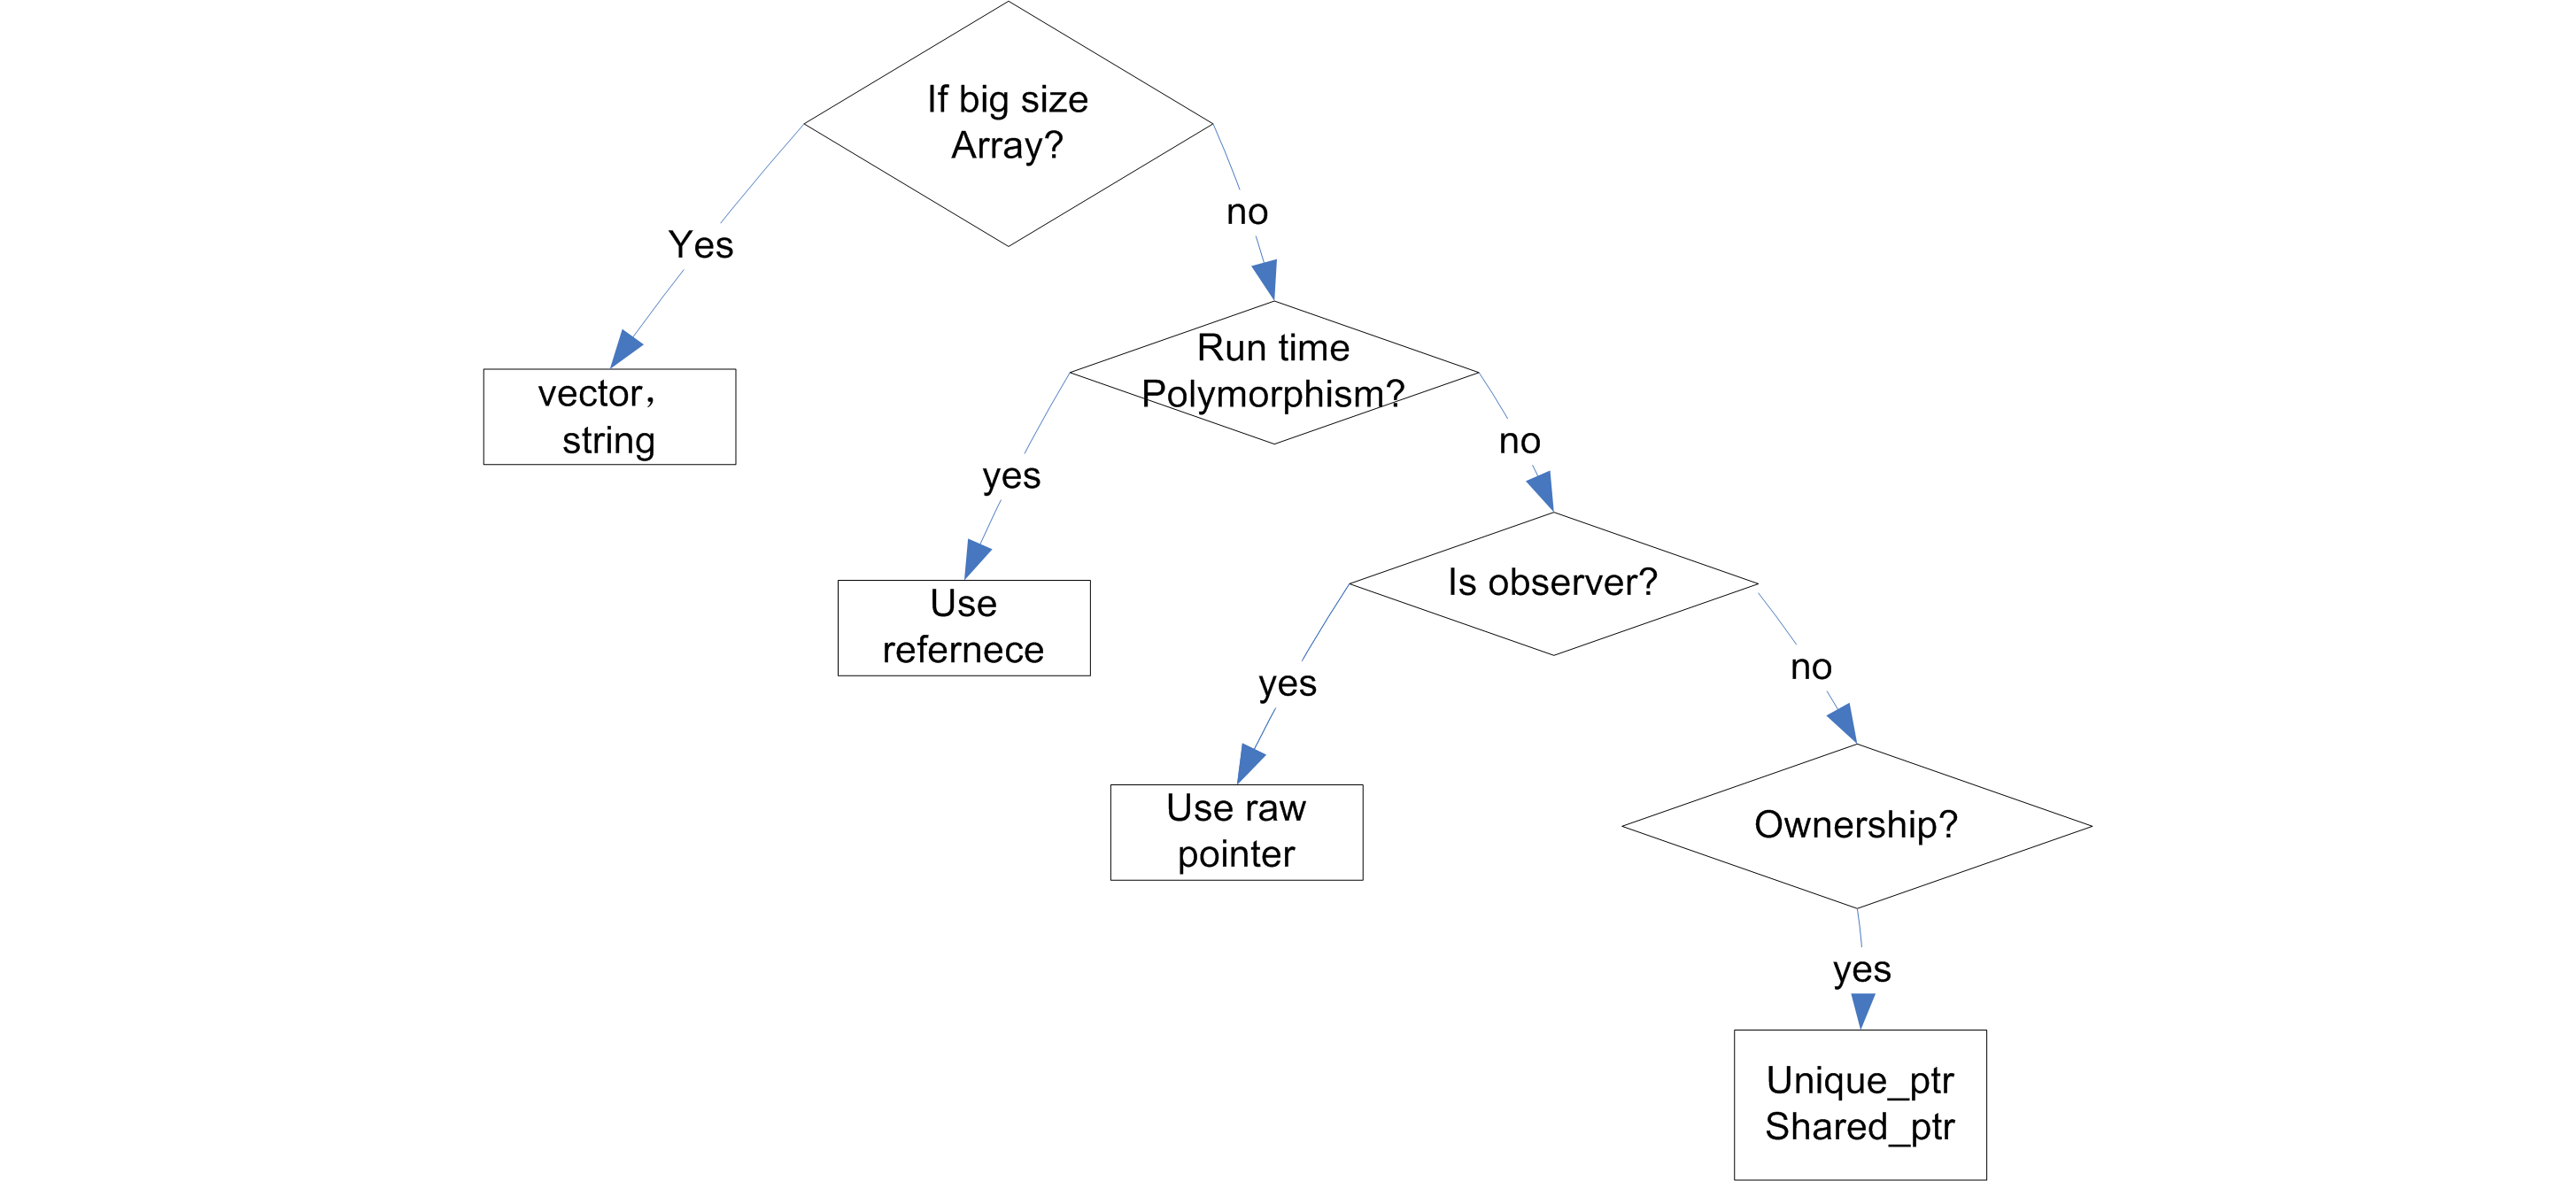 If big size
Array?
no
Yes
Run time
Polymorphism?
vector，
string
no
yes
Is observer?
Use
refernece
no
yes
Use raw
pointer
Ownership?
yes
Unique_ptr
Shared_ptr